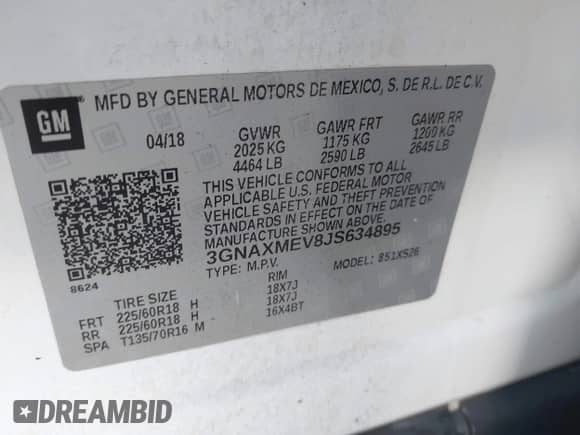 GM ® MFD BY GENERAL MOTORS DE MEXICO, S. DE R.L. DE C.V.
04/18 GVWR GAWR FRT GAWR RR
2025 KG 1175 KG 1200 KG
4464 LB 2590 LB 2645 LB
THIS VEHICLE CONFORMS TO ALL
APPLICABLE U.S. FEDERAL MOTOR
VEHICLE SAFETY AND THEFT PREVENTION
STANDARDS IN EFFECT ON THE DATE OF
MANUFACTURE SHOWN ABOVE.
3GNAXMEV8JS634895
8624 TYPE: M.P.V. MODEL: 851XS26
TIRE SIZE RIM
FRT 225/60R18 H 18X7J
RR 225/60R18 H 18X7J
SPA T135/70R16 M 16X4BT
DREAMBID